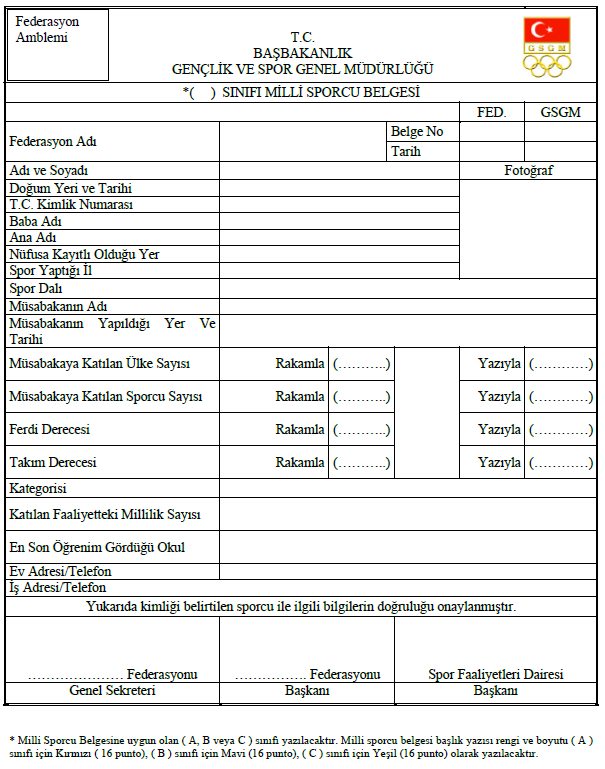 Federasyon
Amblemi
T.C.
BAŞBAKANLIK
GENÇLİK VE SPOR GENEL MÜDÜRLÜĞÜ
GSGM
*( ) SINIFI MİLLİ SPORCU BELGESİ
FED. GSGM
Federasyon Adı
Belge No
Tarih
Adı ve Soyadı Fotoğraf
Doğum Yeri ve Tarihi
T.C. Kimlik Numarası
Baba Adı
Ana Adı
Nüfusa Kayıtlı Olduğu Yer
Spor Yaptığı İl
Spor Dalı
Müsabakanın Adı
Müsabakanın Yapıldığı Yer Ve
Tarihi
Müsabakaya Katılan Ülke Sayısı Rakamla (………..) Yazıyla (…………)
Müsabakaya Katılan Sporcu Sayısı Rakamla (………..) Yazıyla (…………)
Ferdi Derecesi Rakamla (………..) Yazıyla (…………)
Takım Derecesi Rakamla (………..) Yazıyla (…………)
Kategorisi
Katılan Faaliyetteki Millilik Sayısı
En Son Öğrenim Gördüğü Okul
Ev Adresi/Telefon
İş Adresi/Telefon
Yukarıda kimliği belirtilen sporcu ile ilgili bilgilerin doğruluğu onaylanmıştır.
………………… Federasyonu ……………. Federasyonu Spor Faaliyetleri Dairesi
Genel Sekreteri Başkanı Başkanı
* Milli Sporcu Belgesine uygun olan ( A, B veya C ) sınıfı yazılacaktır. Milli sporcu belgesi başlık yazısı rengi ve boyutu ( A )
sınıfı için Kırmızı ( 16 punto), ( B ) sınıfı için Mavi (16 punto), ( C ) sınıfı için Yeşil (16 punto) olarak yazılacaktır.